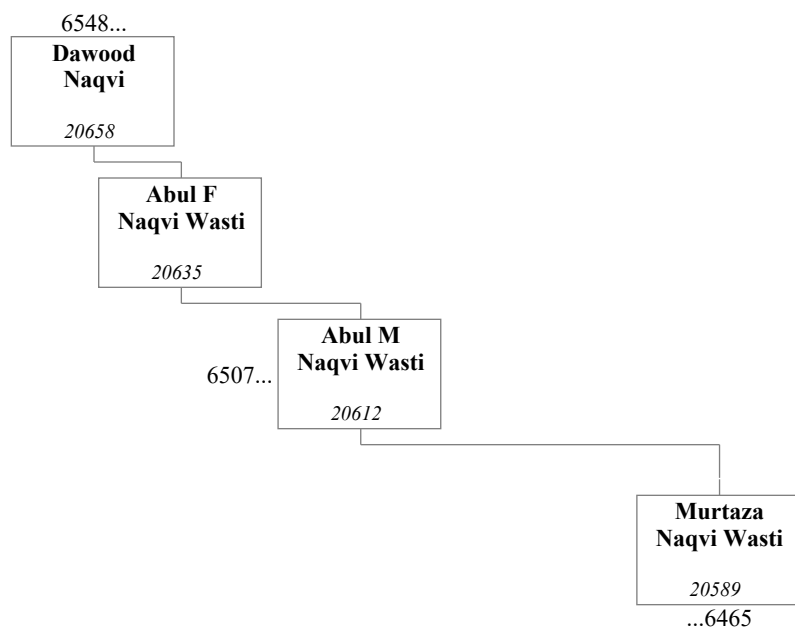 6548...
Dawood
Naqvi
20658
Abul F
Naqvi Wasti
20635
Abul M
Naqvi Wasti
6507...
20612
Murtaza
Naqvi Wasti
20589
...6465